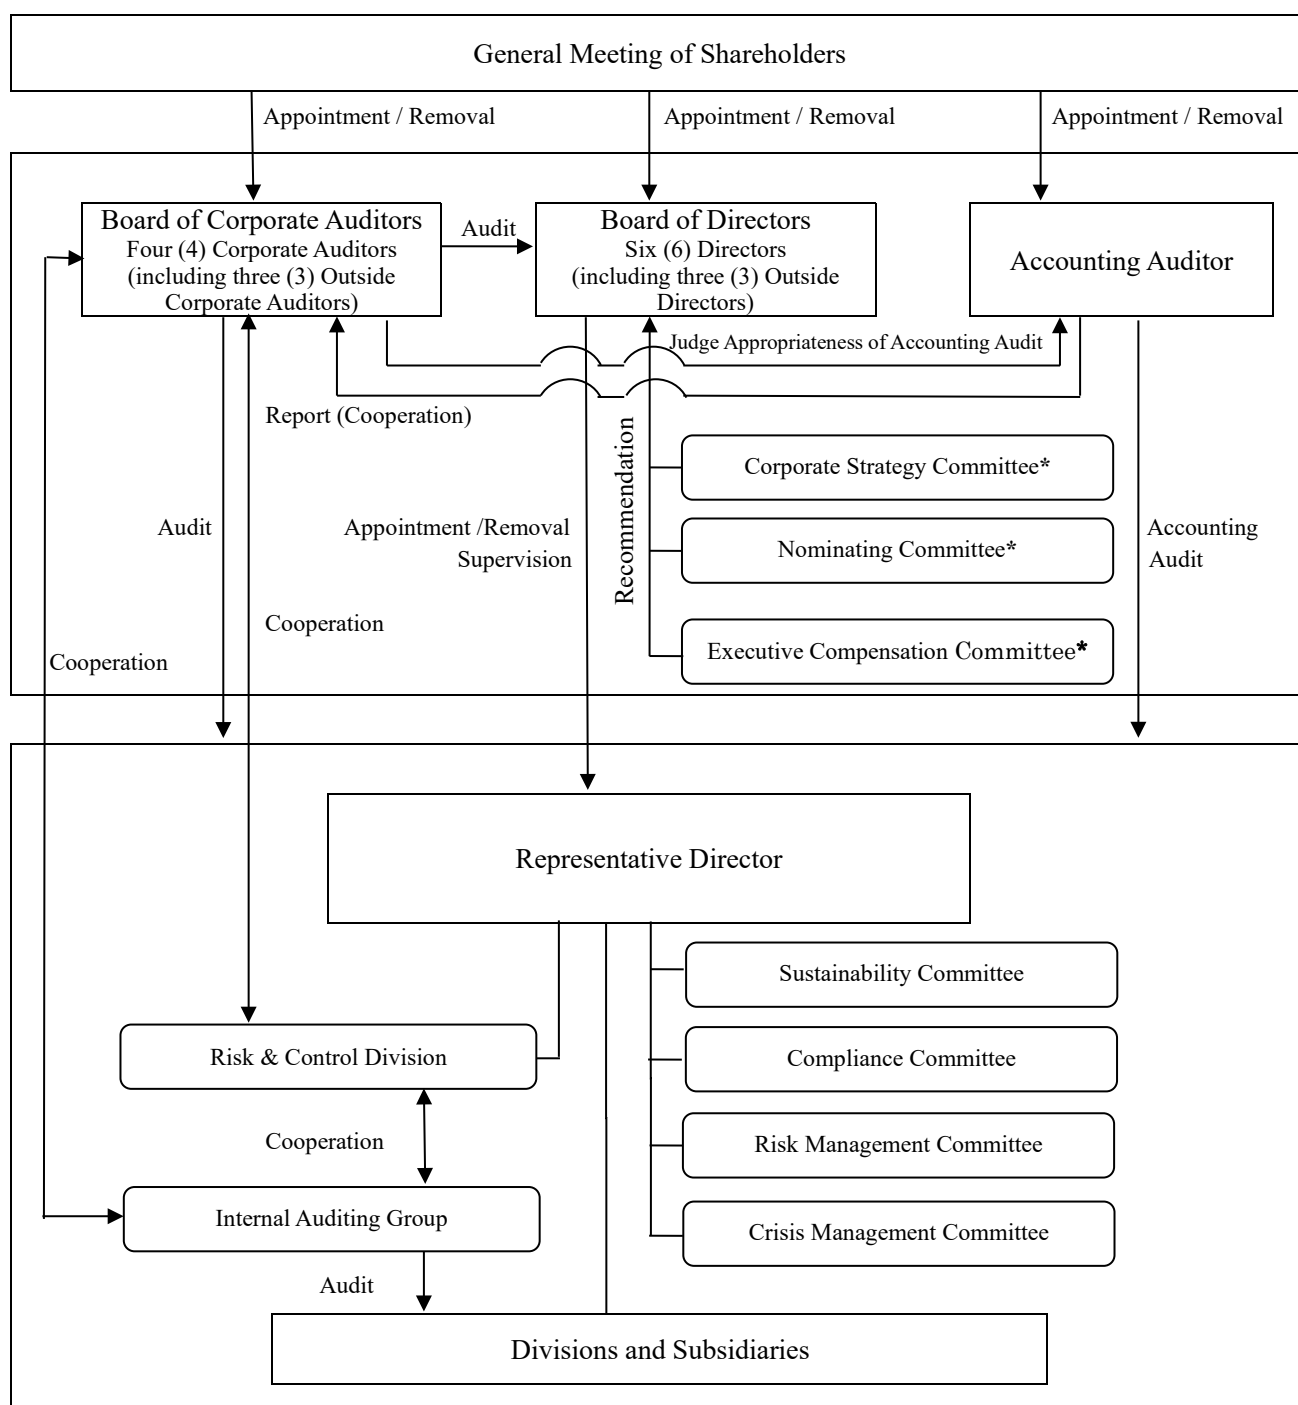 General Meeting of Shareholders
Appointment / Removal
Appointment / Removal
Appointment / Removal
Board of Corporate Auditors
Four (4) Corporate Auditors
(including three (3) Outside
Corporate Auditors)
Audit
Board of Directors
Six (6) Directors
(including three (3) Outside
Directors)
Accounting Auditor
Judge Appropriateness of Accounting Audit
Report (Cooperation)
Recommendation
Corporate Strategy Committee*
Nominating Committee*
Executive Compensation Committee*
Audit
Appointment /Removal
Supervision
Accounting
Audit
Cooperation
Cooperation
Representative Director
Sustainability Committee
Risk & Control Division
Compliance Committee
Cooperation
Risk Management Committee
Internal Auditing Group
Crisis Management Committee
Audit
Divisions and Subsidiaries